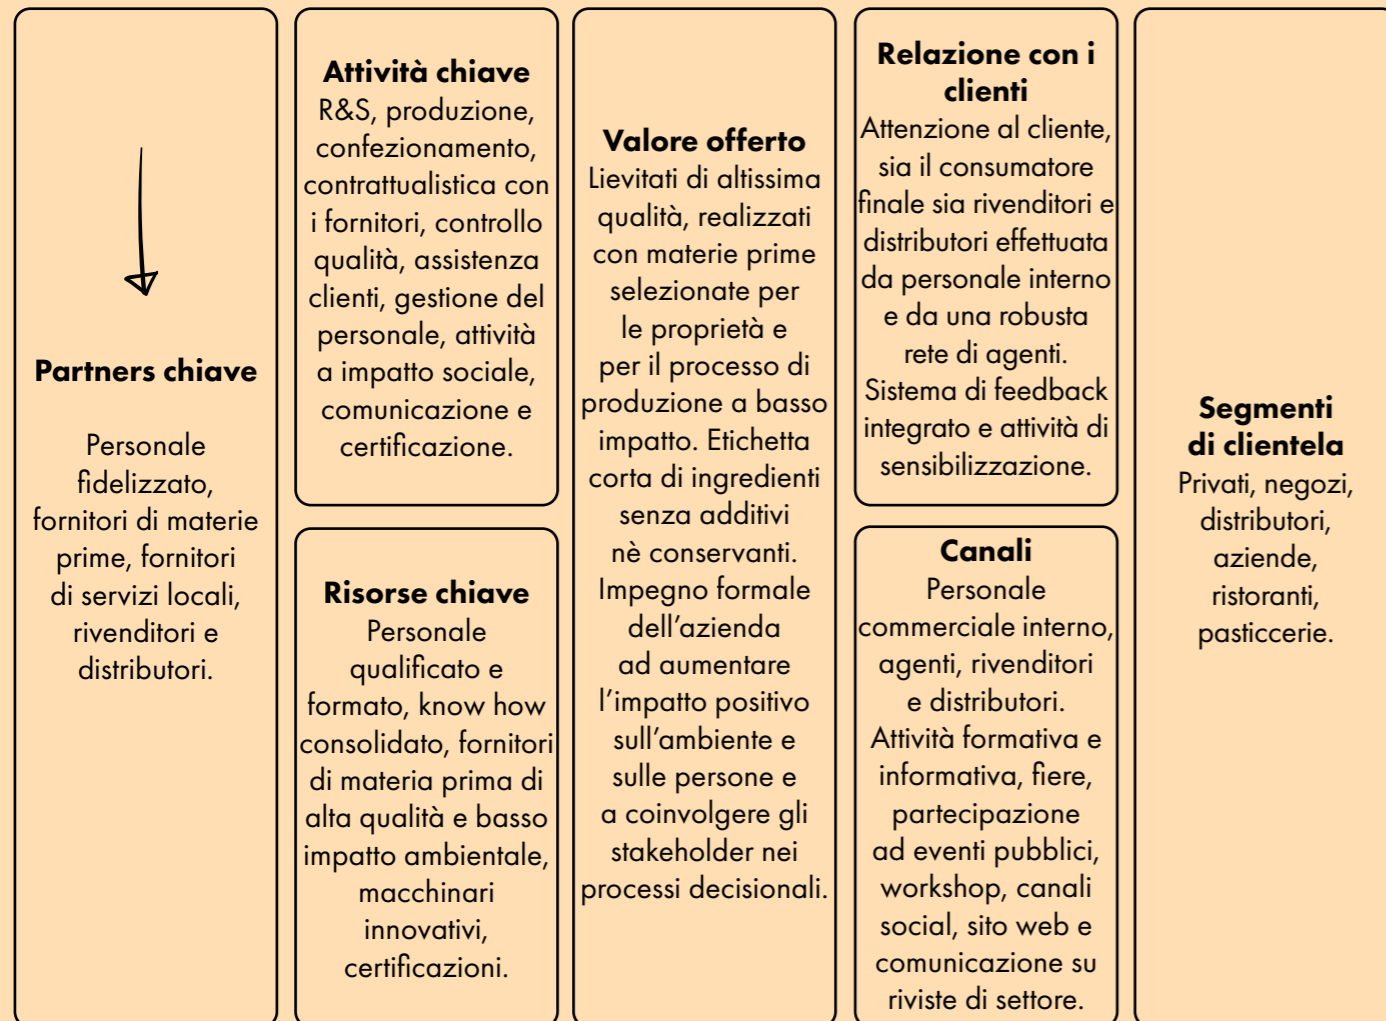 Partners chiave
Personale
fidelizzato,
fornitori di materie
prime, fornitori
di servizi locali,
rivenditori e
distributori.
Attività chiave
R&S, produzione,
confezionamento,
contrattualistica con
i fornitori, controllo
qualità, assistenza
clienti, gestione del
personale, attività
a impatto sociale,
comunicazione e
certificazione.
Risorse chiave
Personale
qualificato e
formato, know how
consolidato, fornitori
di materia prima di
alta qualità e basso
impatto ambientale,
macchinari
innovativi,
certificazioni.
Valore offerto
Lievitati di altissima
qualità, realizzati
con materie prime
selezionate per
le proprietà e
per il processo di
produzione a basso
impatto. Etichetta
corta di ingredienti
senza additivi
nè conservanti.
Impegno formale
dell'azienda
ad aumentare
l'impatto positivo
sull'ambiente e
sulle persone e
a coinvolgere gli
stakeholder nei
processi decisionali.
Relazione con i
clienti
Attenzione al cliente,
sia il consumatore
finale sia rivenditori e
distributori effettuata
da personale interno
e da una robusta
rete di agenti.
Sistema di feedback
integrato e attività di
sensibilizzazione.
Canali
Personale
commerciale interno,
agenti, rivenditori
e distributori.
Attività formativa e
informativa, fiere,
partecipazione
ad eventi pubblici,
workshop, canali
social, sito web e
comunicazione su
riviste di settore.
Segmenti
di clientela
Privati, negozi,
distributori,
aziende,
ristoranti,
pasticcerie.